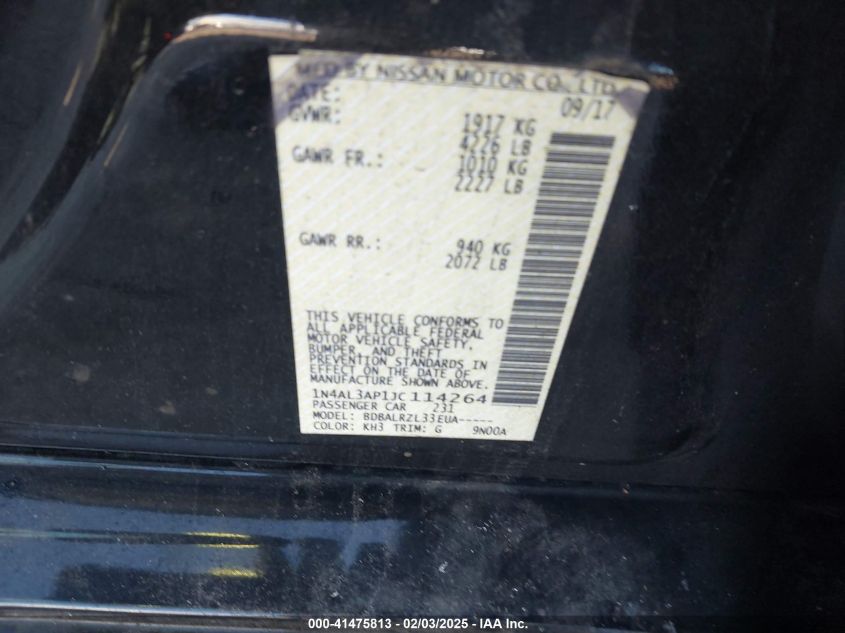 MFD BY NISSAN MOTOR CO., LTD.
DATE: 09/17
GVWR: 1917 KG
4226 LB
GAWR FR.: 1010 KG
2227 LB
GAWR RR.: 940 KG
2072 LB
THIS VEHICLE CONFORMS TO
ALL APPLICABLE FEDERAL
MOTOR VEHICLE SAFETY,
BUMPER, AND THEFT
PREVENTION STANDARDS IN
EFFECT ON THE DATE OF
MANUFACTURE SHOWN ABOVE.
1N4AL3AP1JC114264
PASSENGER CAR 231
MODEL: BDBALRZL33EUA-----
COLOR: KH3 TRIM: G 9N00A
000-41475813 - 02/03/2025 - IAA Inc.